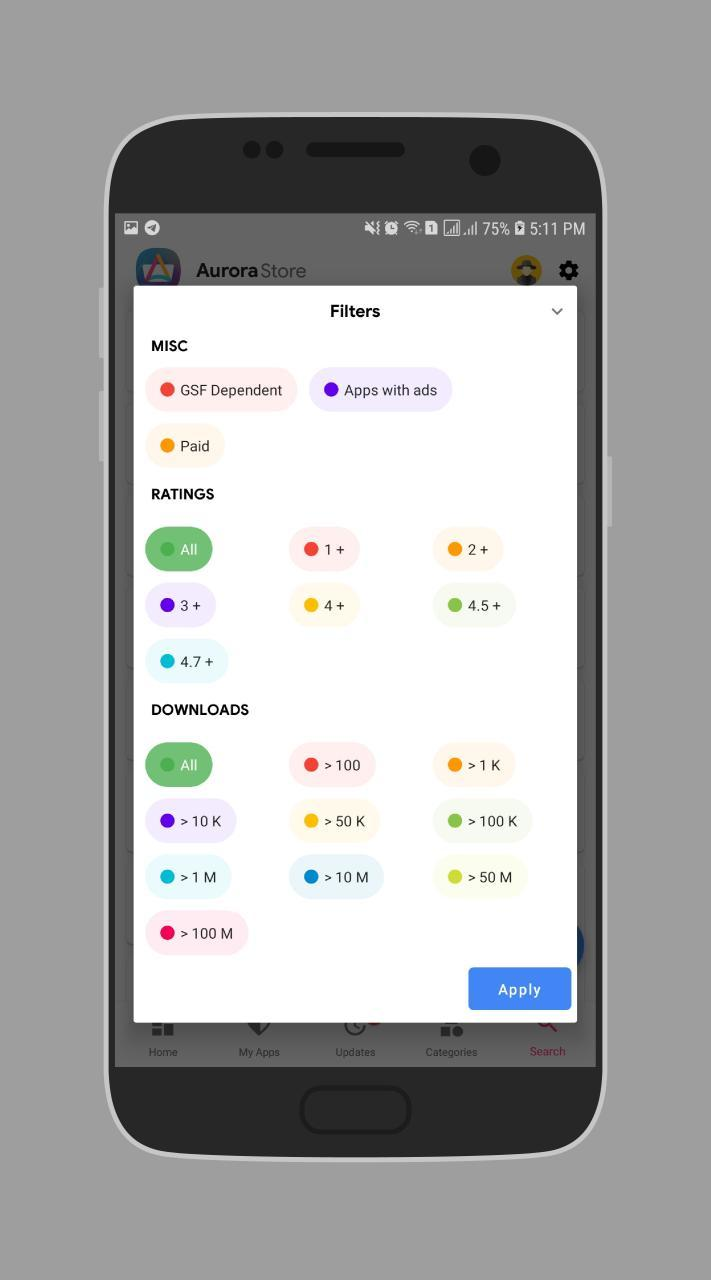 1 75% 5:11 PM
Aurora Store
Filters
MISC
GSF Dependent Apps with ads
Paid
RATINGS
All 1 + 2 +
3 + 4 + 4.5 +
4.7 +
DOWNLOADS
All > 100 > 1 K
> 10 K > 50 K > 100 K
> 1 M > 10 M > 50 M
> 100 M
Apply
Home My Apps Updates Categories Search